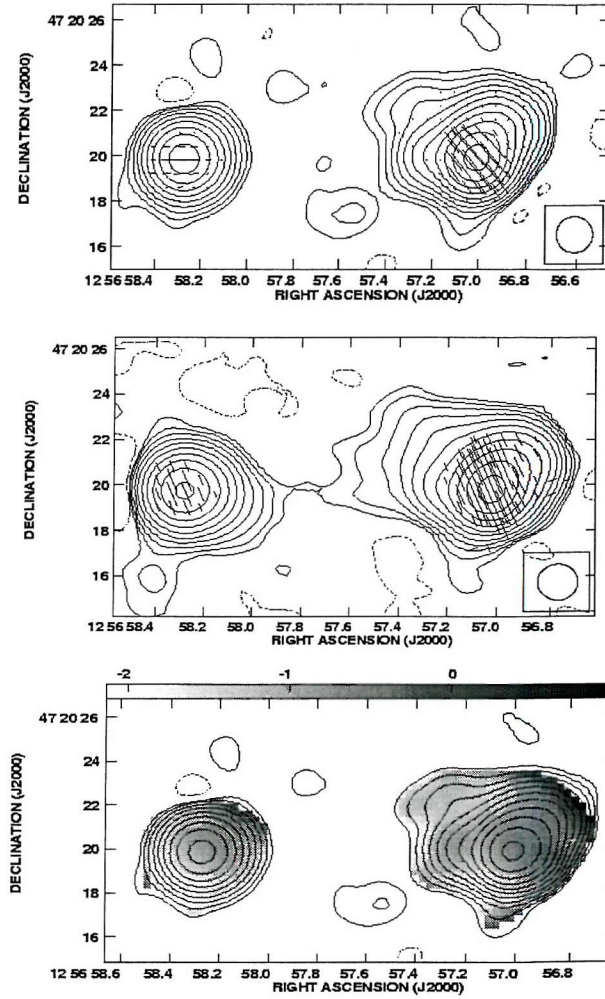 47 20 26
24
22
20
18
16
DECLINATION (J2000)
12 56 58.4 58.2 58.0 57.8 57.6 57.4 57.2 57.0 56.8 56.6
RIGHT ASCENSION (J2000)
47 20 26
24
22
20
18
16
DECLINATION (J2000)
12 56 58.4 58.2 58.0 57.8 57.6 57.4 57.2 57.0 56.8
RIGHT ASCENSION (J2000)
-2 -1 0
47 20 26
24
22
20
18
16
DECLINATION (J2000)
12 56 58.6 58.4 58.2 58.0 57.8 57.6 57.4 57.2 57.0 56.8
RIGHT ASCENSION (J2000)